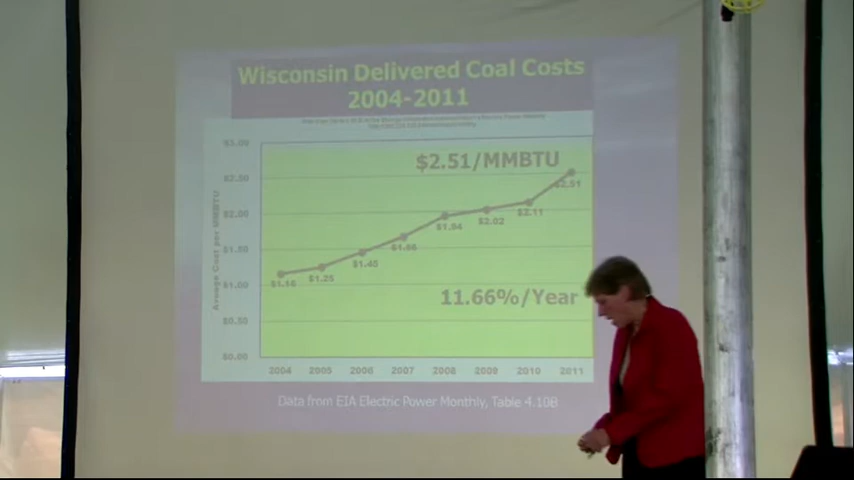 Wisconsin Delivered Coal Costs
2004-2011
$3.00
$2.50
$2.00
$1.50
$1.00
$0.50
$0.00
Average Cost per MMBTU
$2.51/MMBTU
$1.16
$1.25
$1.45
$1.66
$1.94
$2.02
$2.11
$2.51
11.66%/Year
2004 2005 2006 2007 2008 2009 2010 2011
Data from EIA Electric Power Monthly, Table 4.10B